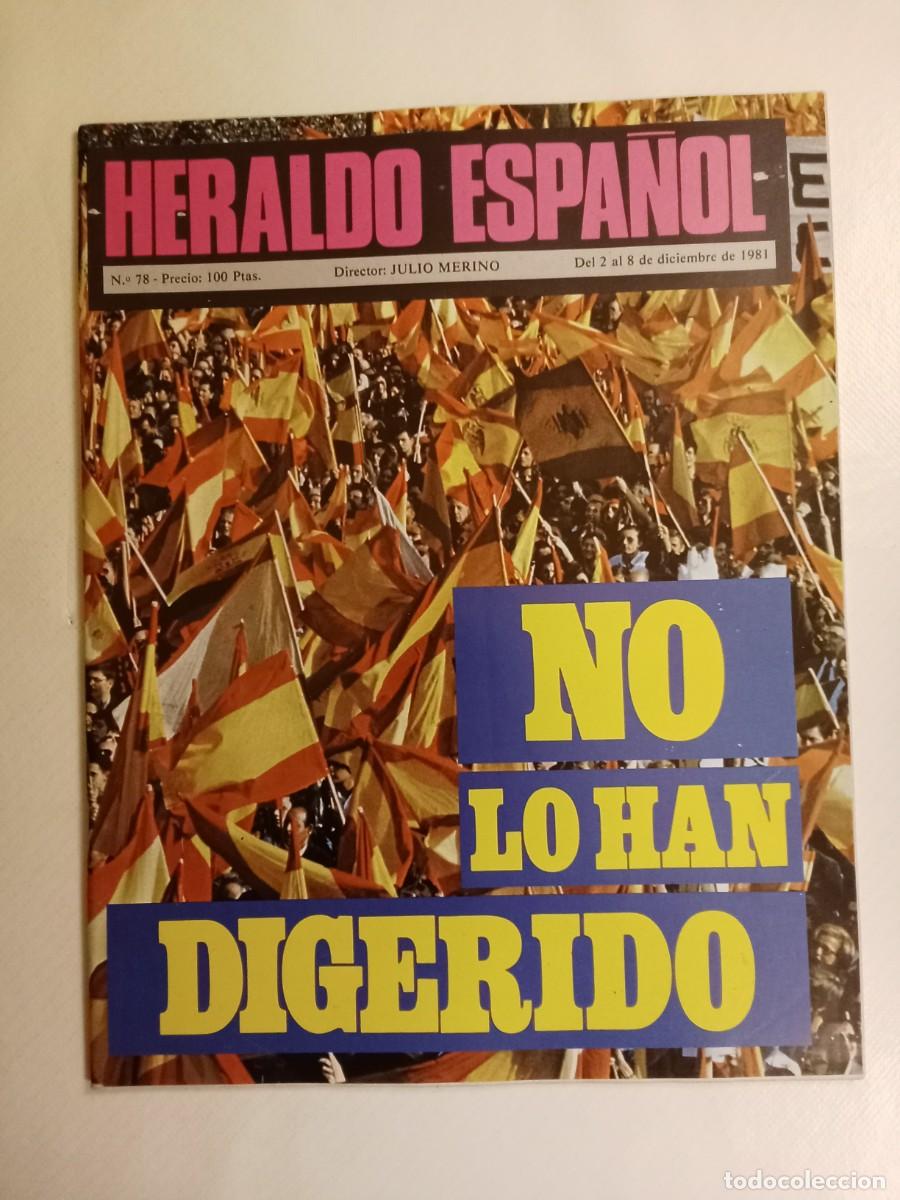 HERALDO ESPAÑOL
N.º 78 - Precio: 100 Ptas. Director: JULIO MERINO Del 2 al 8 de diciembre de 1981
NO
LO HAN
DIGERIDO
todocoleccion